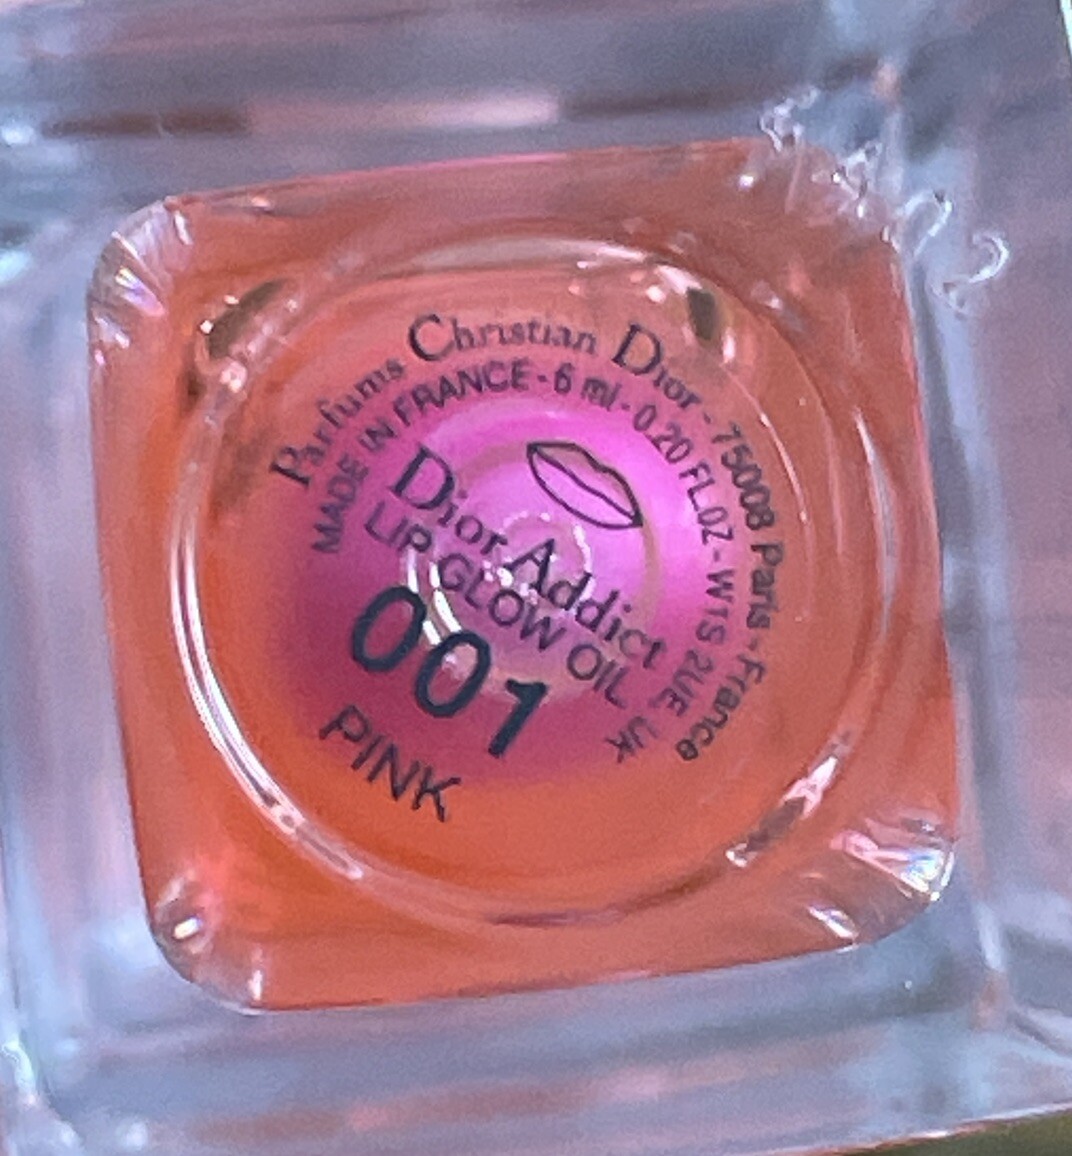 Parfums Christian Dior - 75008 Paris - France
MADE IN FRANCE - 6 ml - 0.20 FL.OZ - W1S 2UE, UK
Dior Addict
LIP GLOW OIL
001
PINK